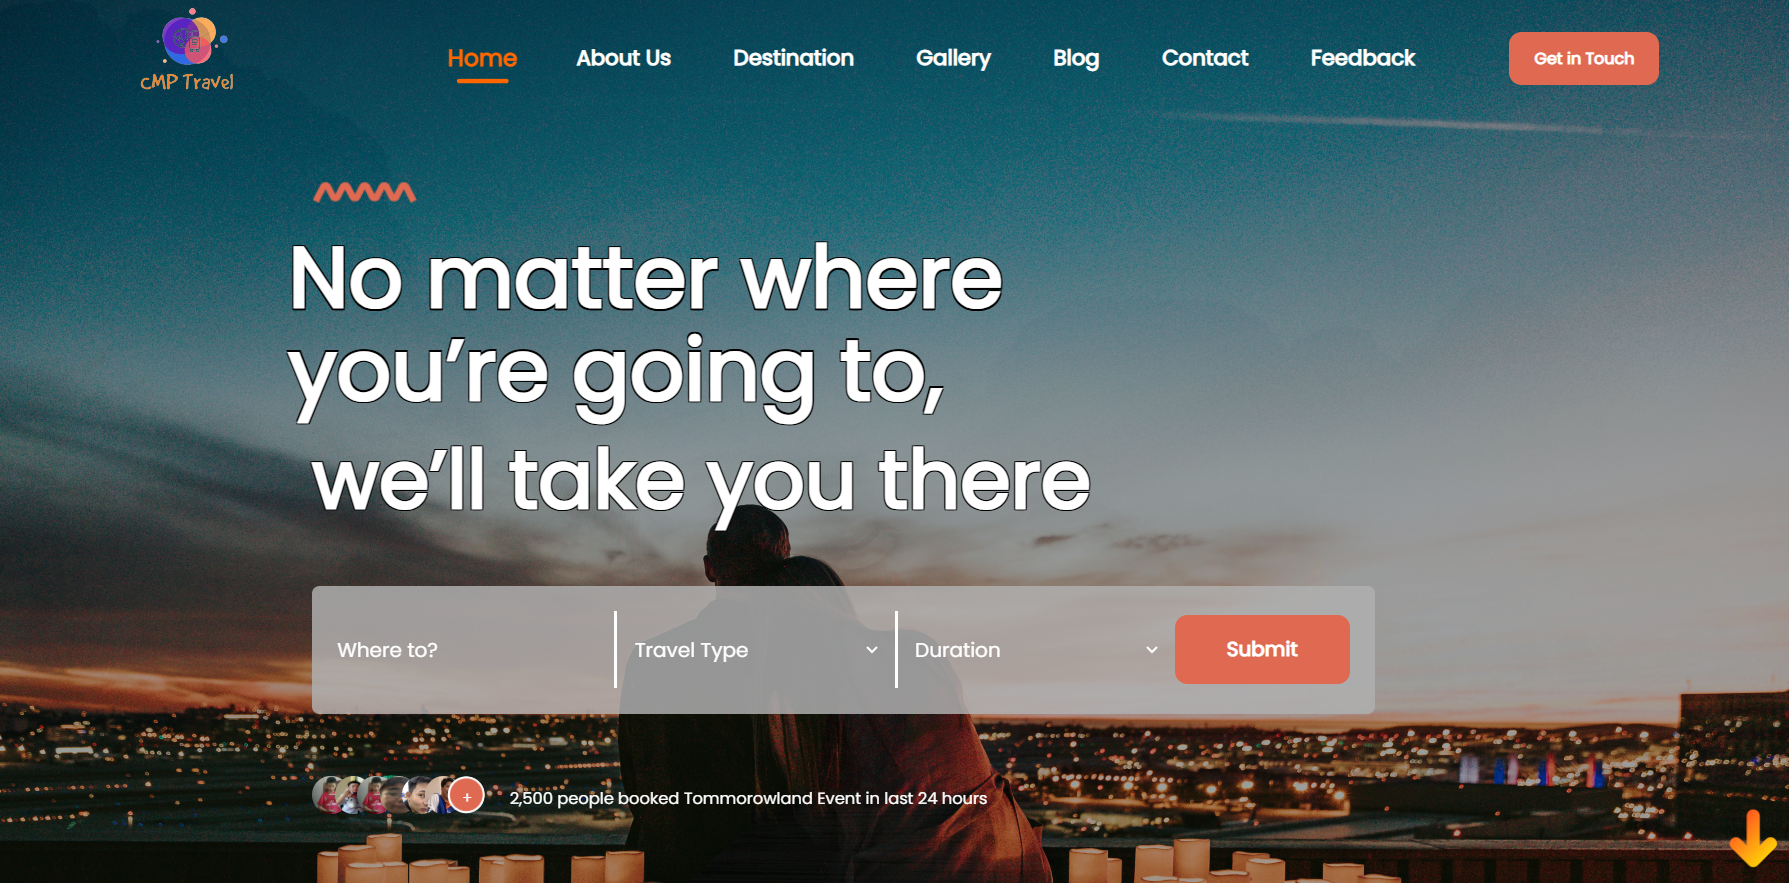 cMP Travel
Home About Us Destination Gallery Blog Contact Feedback Get in Touch
No matter where
you're going to,
we'll take you there
Where to? Travel Type Duration Submit
+ 2,500 people booked Tommorowland Event in last 24 hours